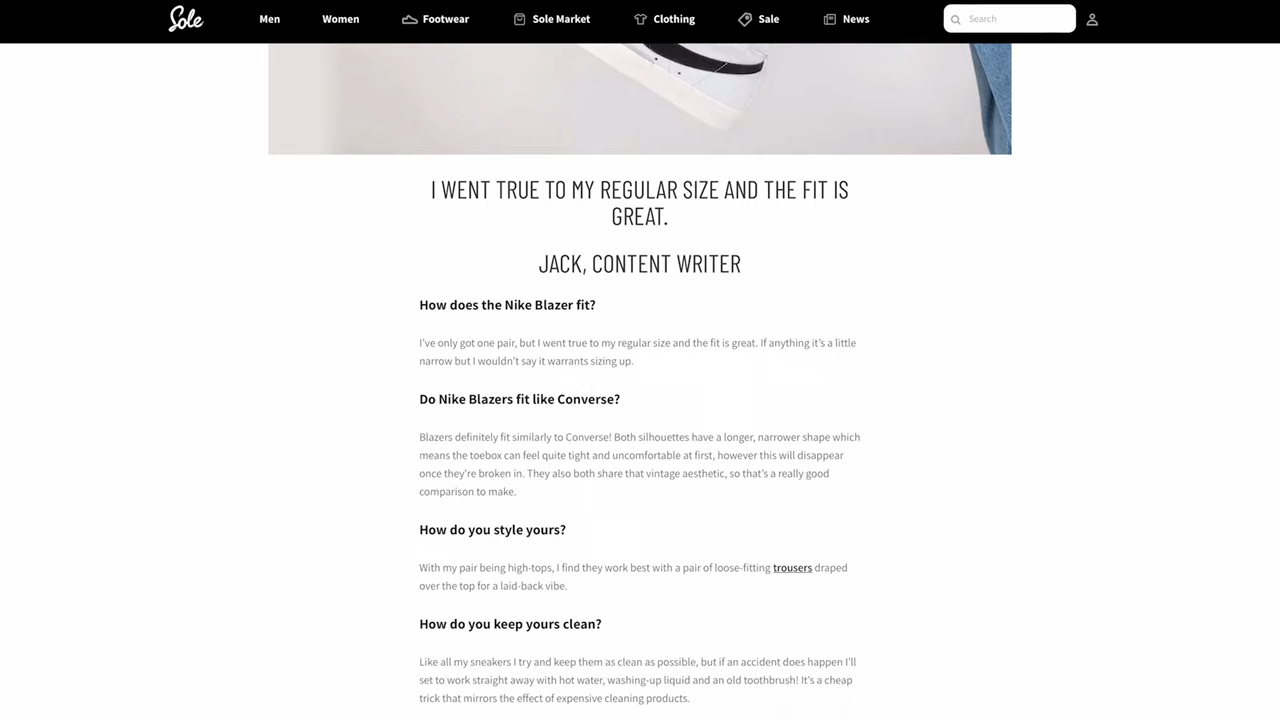 Sole Men Women Footwear Sole Market Clothing Sale News Search
I WENT TRUE TO MY REGULAR SIZE AND THE FIT IS
GREAT.
JACK, CONTENT WRITER
How does the Nike Blazer fit?
I've only got one pair, but I went true to my regular size and the fit is great. If anything it's a little
narrow but I wouldn't say it warrants sizing up.
Do Nike Blazers fit like Converse?
Blazers definitely fit similarly to Converse! Both silhouettes have a longer, narrower shape which
means the toebox can feel quite tight and uncomfortable at first, however this will disappear
once they're broken in. They also both share that vintage aesthetic, so that's a really good
comparison to make.
How do you style yours?
With my pair being high-tops, I find they work best with a pair of loose-fitting trousers draped
over the top for a laid-back vibe.
How do you keep yours clean?
Like all my sneakers I try and keep them as clean as possible, but if an accident does happen I'll
set to work straight away with hot water, washing-up liquid and an old toothbrush! It's a cheap
trick that mirrors the effect of expensive cleaning products.